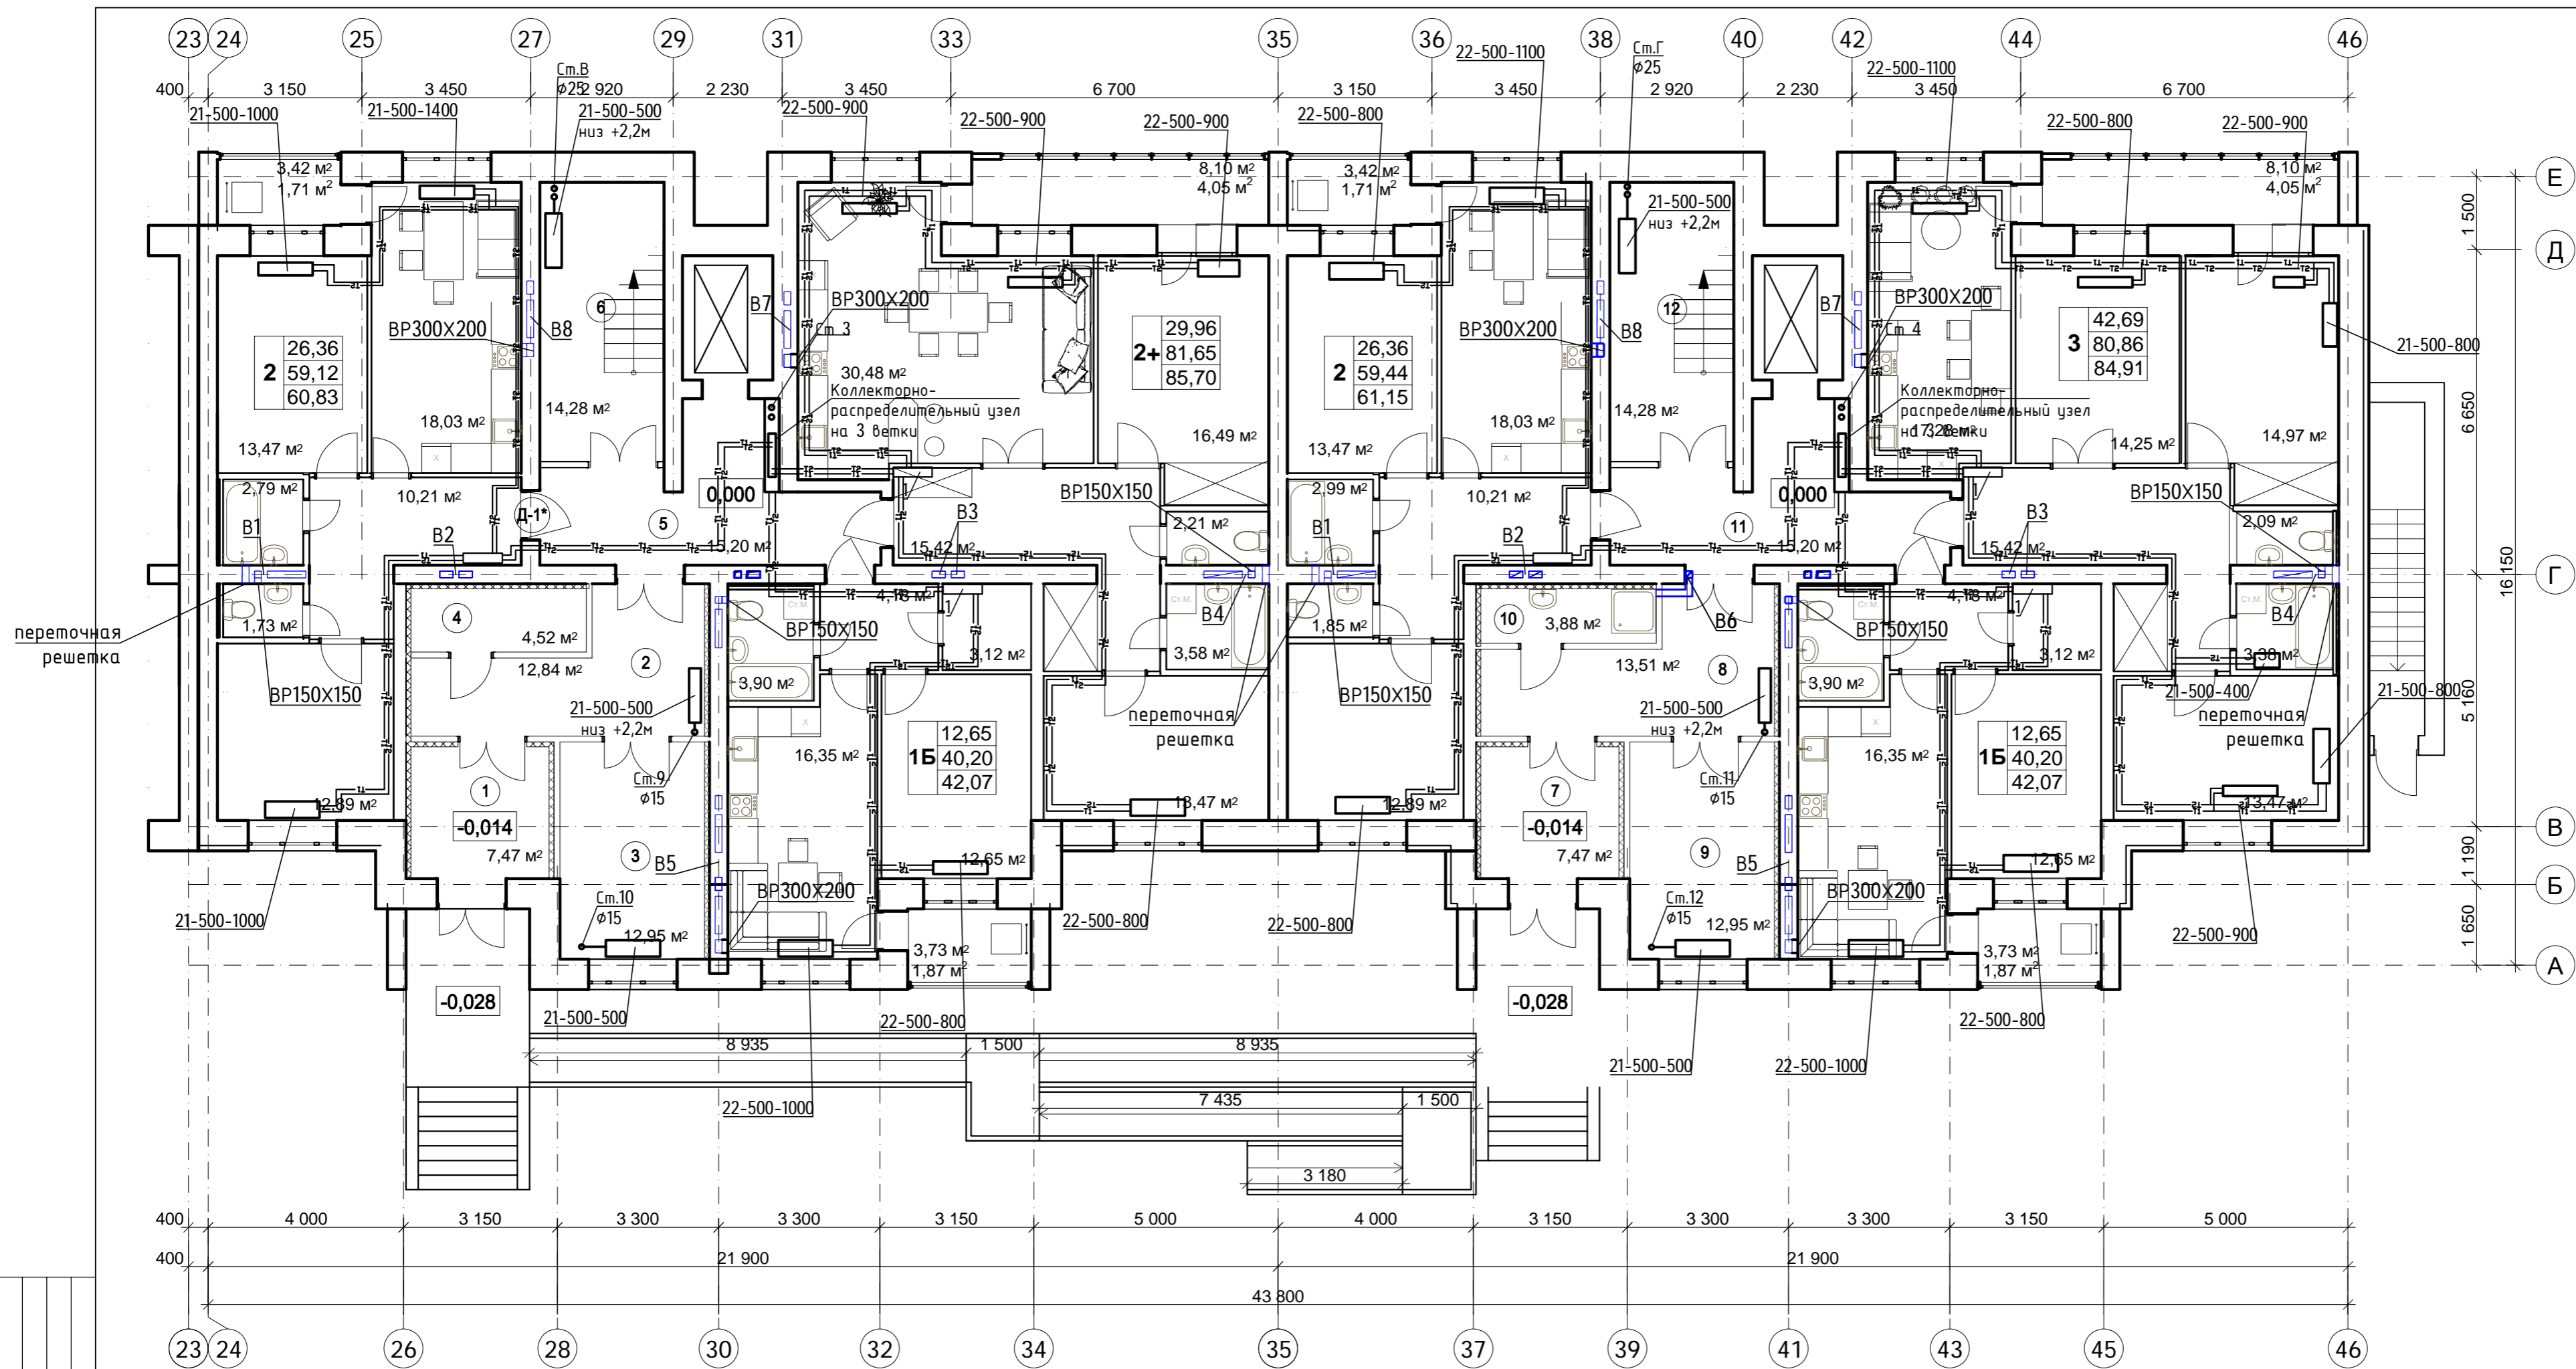 23 24 25 27 29 31 33 35 36 38 40 42 44 46
Ст.В
ϕ25
Ст.Г
ϕ25
22-500-1100
22-500-1100
400 3 150 3 450 2 920 2 230 3 450 6 700 3 150 3 450 2 920 2 230 3 450 6 700
21-500-1000
21-500-1400
21-500-500
низ +2,2м
22-500-900
22-500-900
22-500-900
22-500-800
22-500-800
22-500-900
3,42 м²
1,71 м²
8,10 м²
4,05 м²
3,42 м²
1,71 м²
21-500-500
низ +2,2м
8,10 м²
4,05 м²
Е
1 500
Д
6
В7
ВР300Х200
Ст 3
12
В7
ВР300Х200
Ст 4
ВР300Х200
В8
ВР300Х200
В8
21-500-800
2
26,36
59,12
60,83
2+
29,96
81,65
85,70
2
26,36
59,44
61,15
3
42,69
80,86
84,91
30,48 м²
Коллекторно-
распределительный узел
на 3 ветки
Коллекторно-
распределительный узел
на 3 ветки
14,28 м²
18,03 м²
13,47 м²
16,49 м²
13,47 м²
18,03 м²
14,28 м²
17,28 м²
14,25 м²
14,97 м²
6 650
2,79 м²
10,21 м²
0,000
ВР150Х150
2,99 м²
10,21 м²
0,000
ВР150Х150
В1
В2
Д-1*
5
15,20 м²
15,42 м²
В3
2,21 м²
В1
В2
11
15,20 м²
15,42 м²
В3
2,09 м²
16 150
Г
переточная
решетка
1,73 м²
4
4,52 м²
12,84 м²
2
Ст.М.
ВР150Х150
4,18 м²
1
3,12 м²
Ст.М.
В4
3,58 м²
1,85 м²
10
3,88 м²
13,51 м²
В6
8
Ст.М.
ВР150Х150
4,18 м²
1
3,12 м²
Ст.М.
В4
3,38 м²
ВР150Х150
21-500-500
низ +2,2м
3,90 м²
переточная
решетка
ВР150Х150
21-500-500
низ +2,2м
3,90 м²
21-500-400
переточная
решетка
21-500-800
5 160
16,35 м²
1Б
12,65
40,20
42,07
16,35 м²
1Б
12,65
40,20
42,07
12,89 м²
1
-0,014
7,47 м²
Ст.9
ϕ15
3
В5
13,47 м²
12,89 м²
7
-0,014
7,47 м²
Ст.11
ϕ15
9
В5
13,47 м²
В
1 190
Б
12,65 м²
12,65 м²
21-500-1000
Ст.10
ϕ15
12,95 м²
ВР300Х200
3,73 м²
1,87 м²
22-500-800
22-500-800
Ст.12
ϕ15
12,95 м²
ВР300Х200
3,73 м²
1,87 м²
22-500-900
1 650
А
-0,028
21-500-500
22-500-800
-0,028
22-500-800
8 935 1 500 8 935
21-500-500
22-500-1000
22-500-1000
7 435 1 500
3 180
400 4 000 3 150 3 300 3 300 3 150 5 000 4 000 3 150 3 300 3 300 3 150 5 000
400 21 900 21 900
43 800
23 24 26 28 30 32 34 35 37 39 41 43 45 46